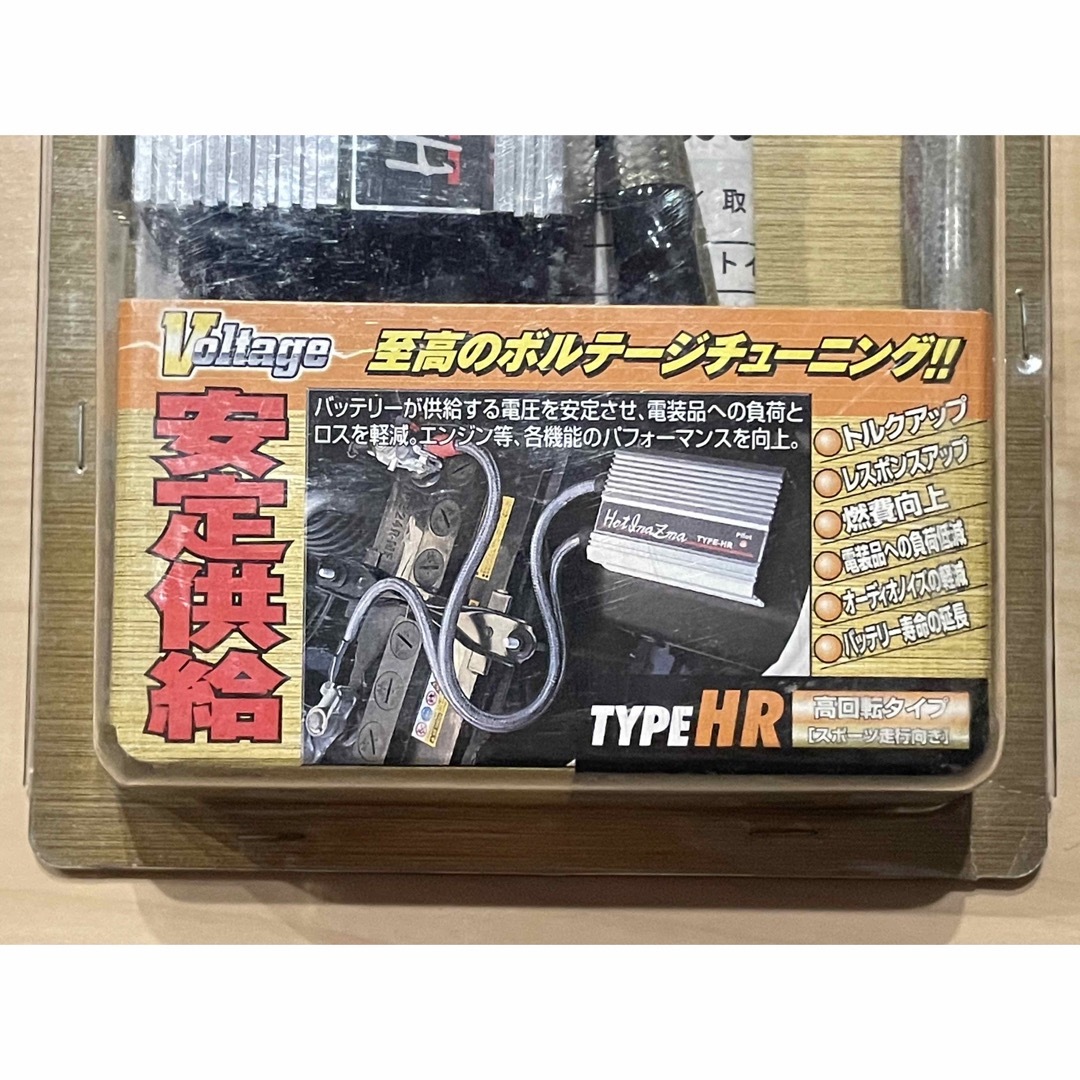 取
トイ
Voltage
至高のボルテージチューニング!!
安定供給
バッテリーが供給する電圧を安定させ、電装品への負荷と
ロスを軽減。エンジン等、各機能のパフォーマンスを向上。
トルクアップ
レスポンスアップ
燃費向上
電装品への負荷低減
オーディオノイズの軽減
バッテリー寿命の延長
HotInaZma
TYPE-HR
Pilot
TYPE HR
高回転タイプ
[スポーツ走行向き]